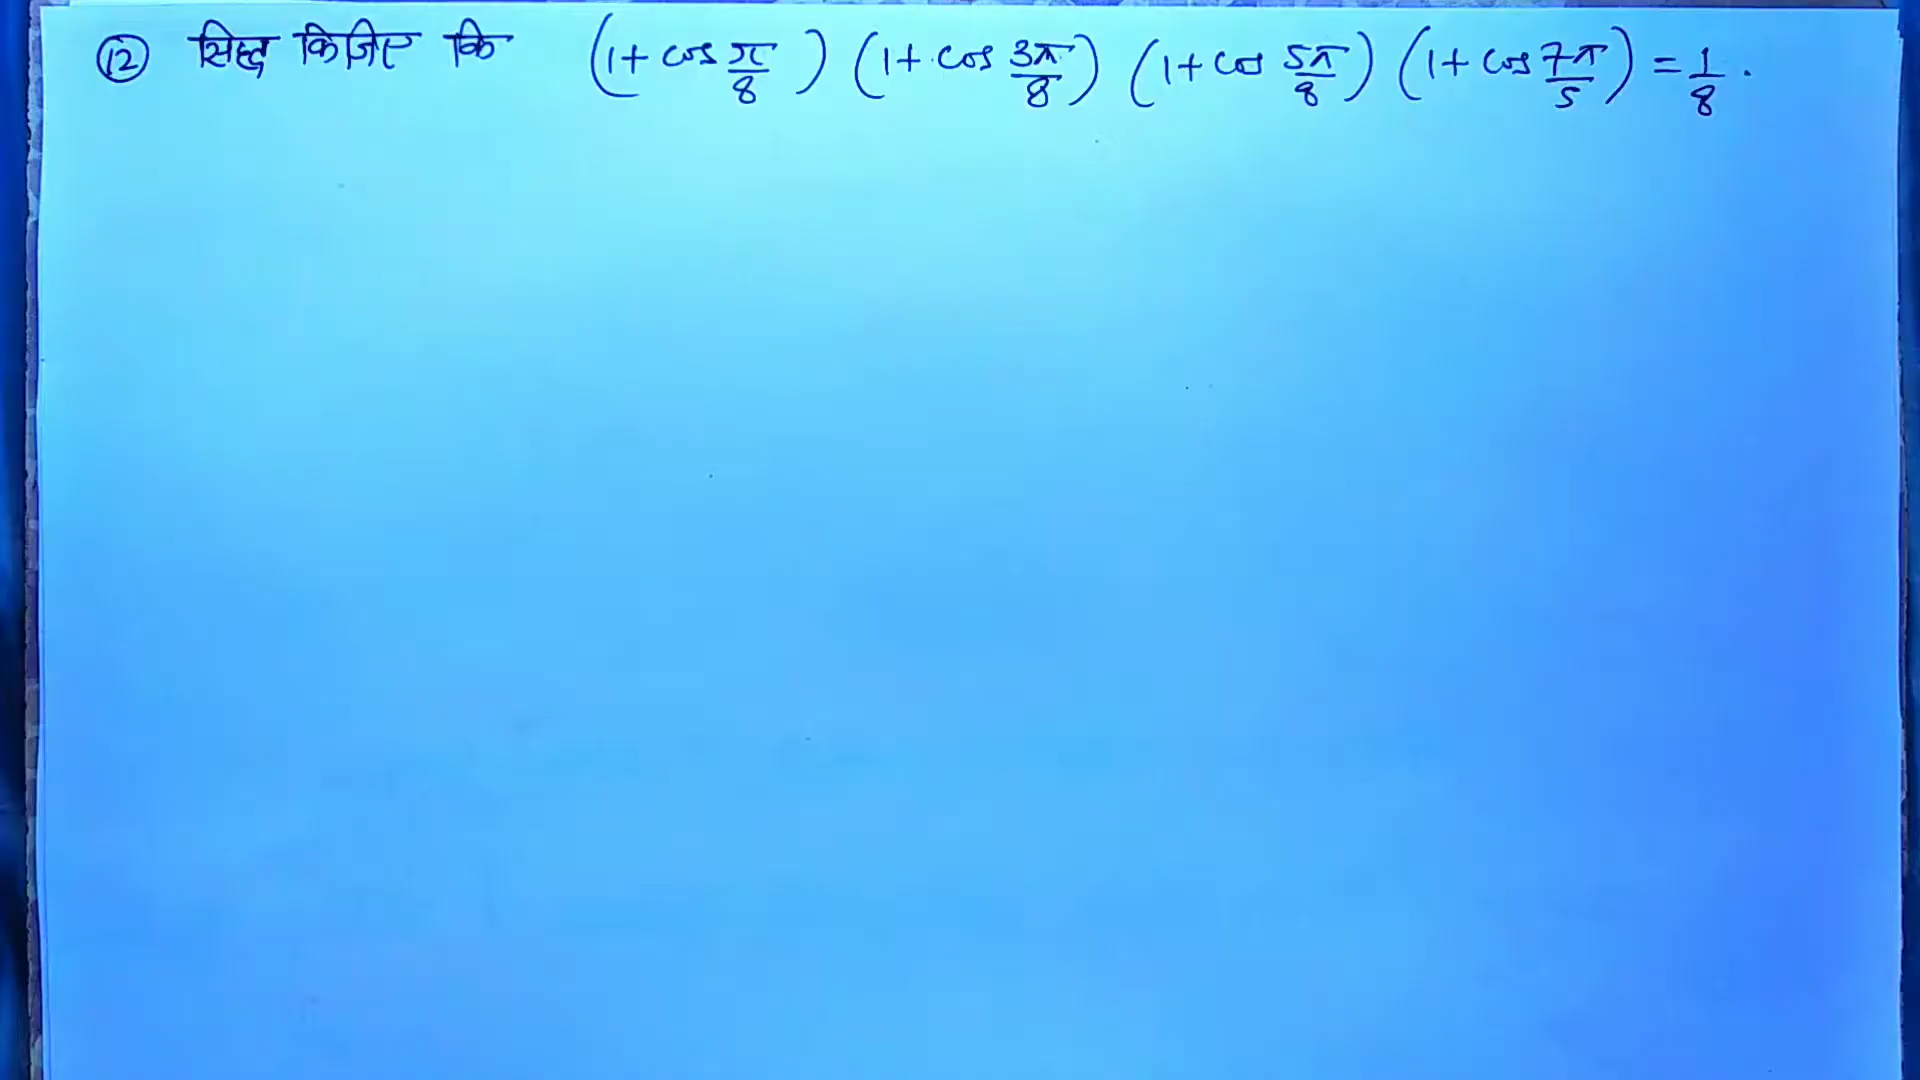 ⑫ सिद्ध किजिए कि (1+ cos π/8) (1+ cos 3π/8) (1+ cos 5π/8) (1+ cos 7π/5) = 1/8.